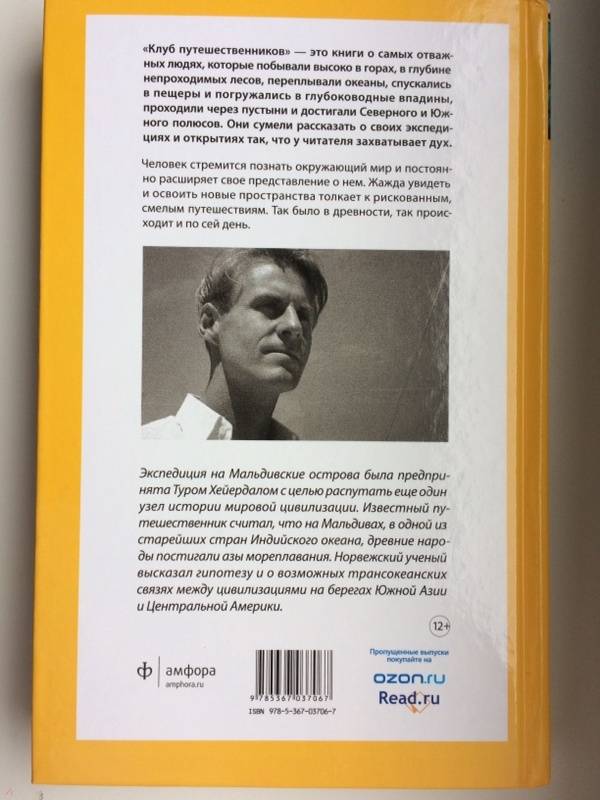 «Клуб путешественников» — это книги о самых отваж-
ных людях, которые побывали высоко в горах, в глубине
непроходимых лесов, переплывали океаны, спускались
в пещеры и погружались в глубоководные впадины,
проходили через пустыни и достигали Северного и Юж-
ного полюсов. Они сумели рассказать о своих экспеди-
циях и открытиях так, что у читателя захватывает дух.
Человек стремится познать окружающий мир и постоян-
но расширяет свое представление о нем. Жажда увидеть
и освоить новые пространства толкает к рискованным,
смелым путешествиям. Так было в древности, так проис-
ходит и по сей день.
Экспедиция на Мальдивские острова была предпри-
нята Туром Хейердалом с целью распутать еще один
узел истории мировой цивилизации. Известный пу-
тешественник считал, что на Мальдивах, в одной из
старейших стран Индийского океана, древние наро-
ды постигали азы мореплавания. Норвежский ученый
высказал гипотезу и о возможных трансокеанских
связях между цивилизациями на берегах Южной Азии
и Центральной Америки.
12+
ф амфора
amphora.ru
9 785367 037067
ISBN 978-5-367-03706-7
Пропущенные выпуски
покупайте на
OZON.ru
Read.ru